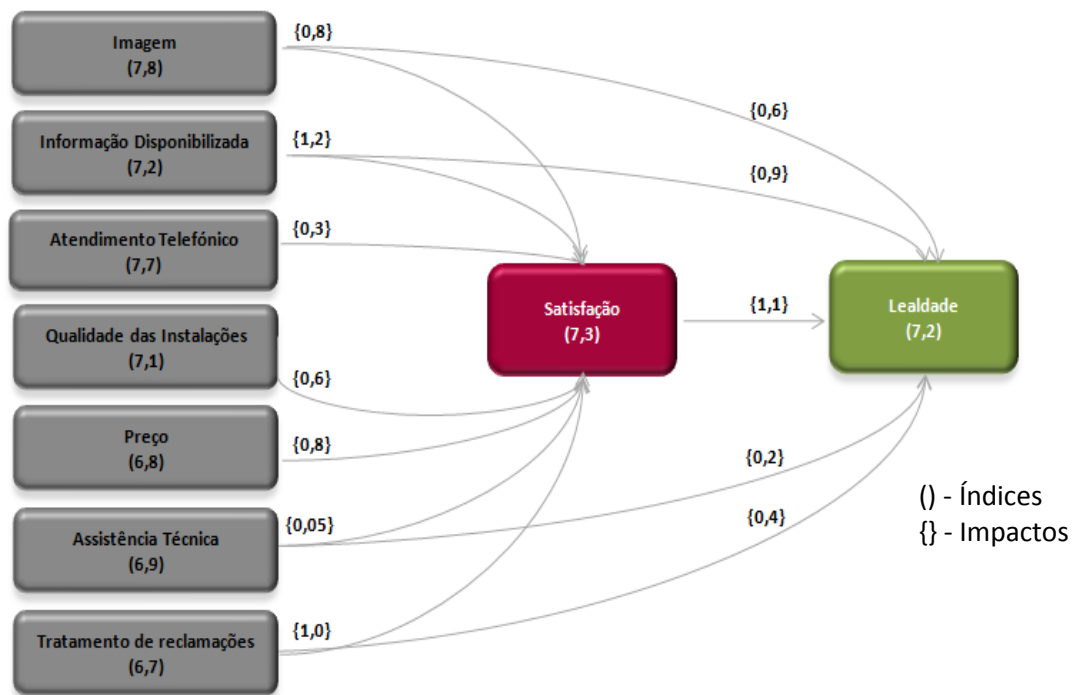 Imagem
(7,8)
{0,8}
{0,6}
Informação Disponibilizada
(7,2)
{1,2}
{0,9}
Atendimento Telefónico
(7,7)
{0,3}
Qualidade das Instalações
(7,1)
{0,6}
Satisfação
(7,3)
{1,1}
Lealdade
(7,2)
Preço
(6,8)
{0,8}
Assistência Técnica
(6,9)
{0,05}
{0,2}
Tratamento de reclamações
(6,7)
{1,0}
{0,4}
() - Índices
{} - Impactos